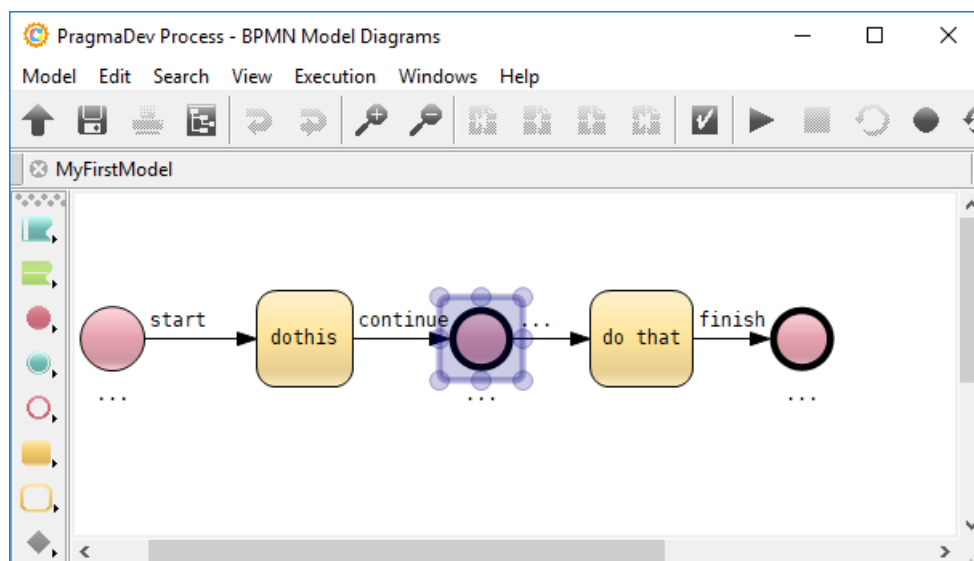 PragmaDev Process - BPMN Model Diagrams
Model Edit Search View Execution Windows Help
MyFirstModel
start
continue
...
finish
dothis
do that
...
...
...